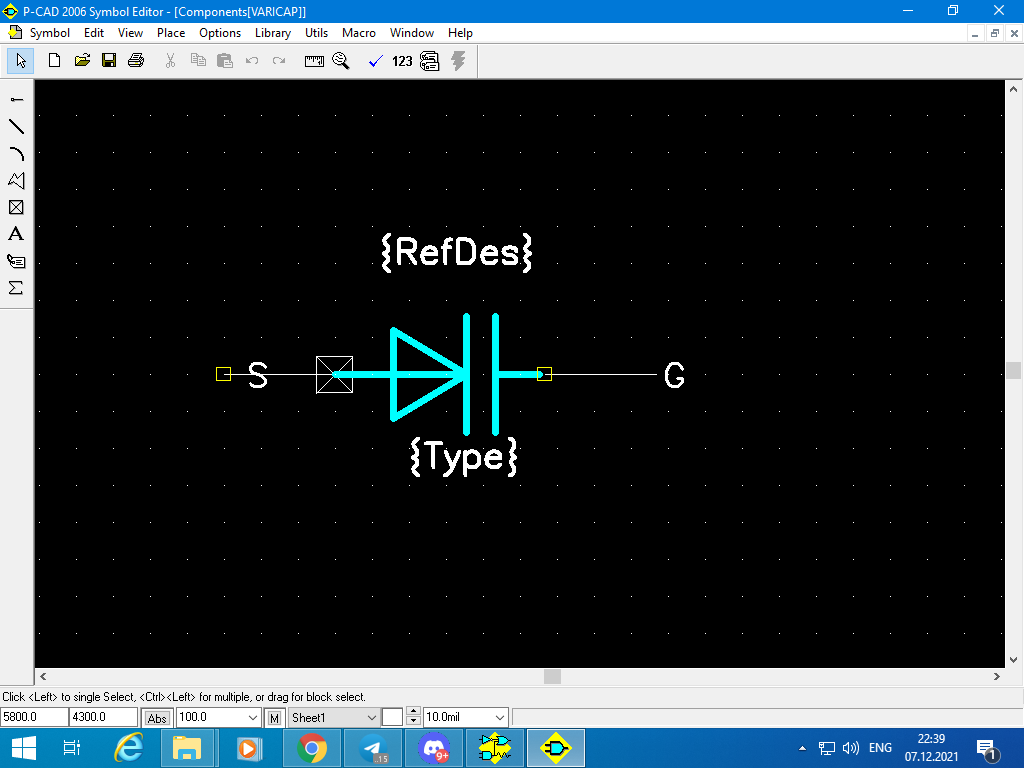 P-CAD 2006 Symbol Editor - [Components[VARICAP]]
Symbol Edit View Place Options Library Utils Macro Window Help
123
A
{RefDes}
S
G
{Type}
Click <Left> to single Select, <Ctrl><Left> for multiple, or drag for block select.
5800.0 4300.0 Abs 100.0 M Sheet1 10.0mil
15 9+ ENG 22:39
07.12.2021 1